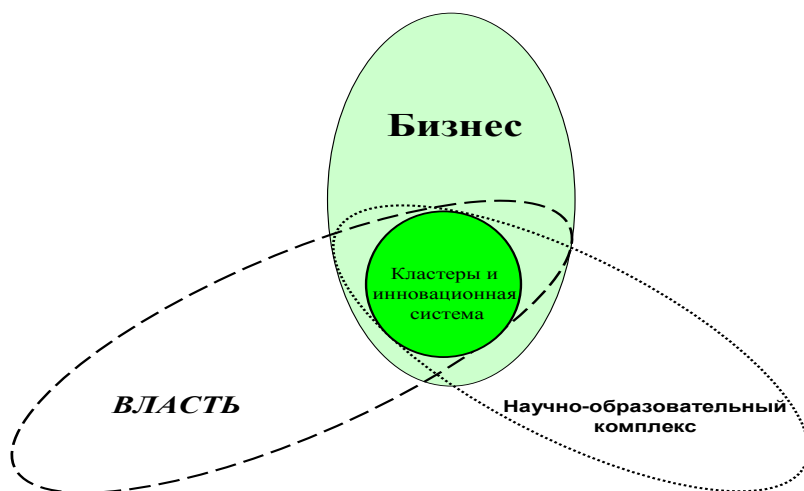 Бизнес
Кластеры и
инновационная
система
ВЛАСТЬ
Научно-образовательный
комплекс